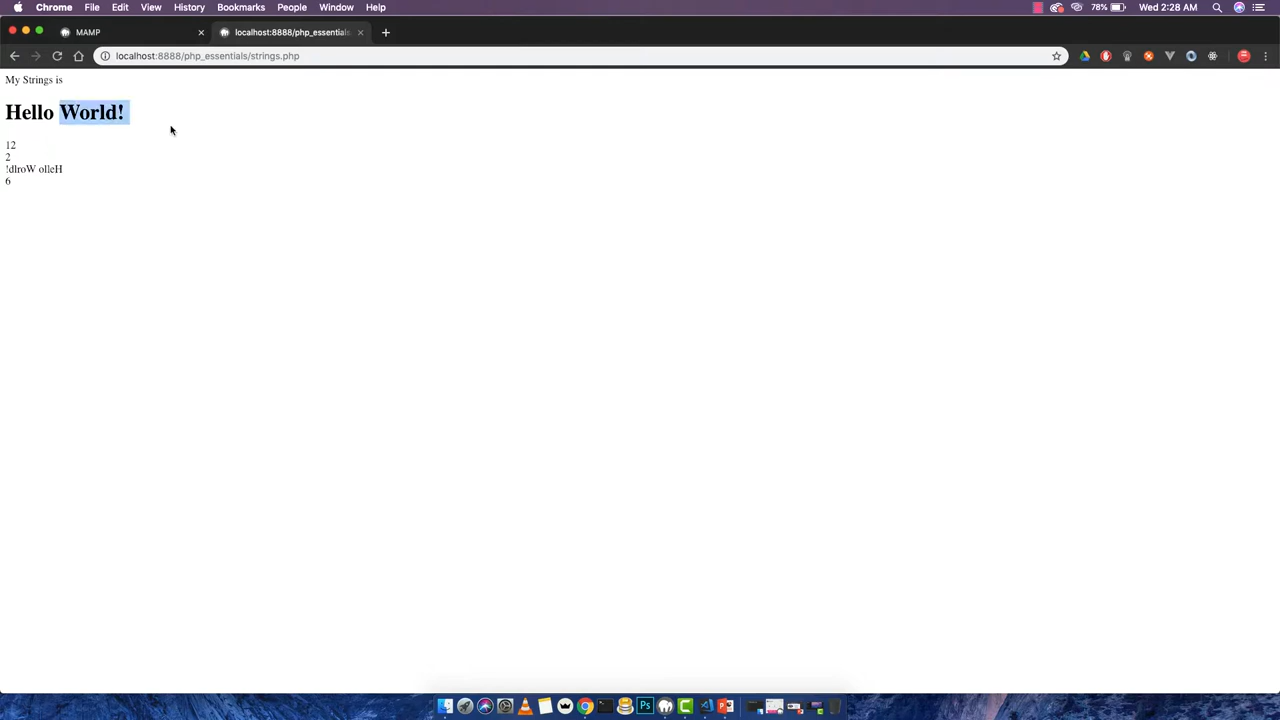 Chrome File Edit View History Bookmarks People Window Help 78% Wed 2:28 AM
MAMP localhost:8888/php_essentials
localhost:8888/php_essentials/strings.php
My Strings is
Hello World!
12
2
!dlroW olleH
6
Ps